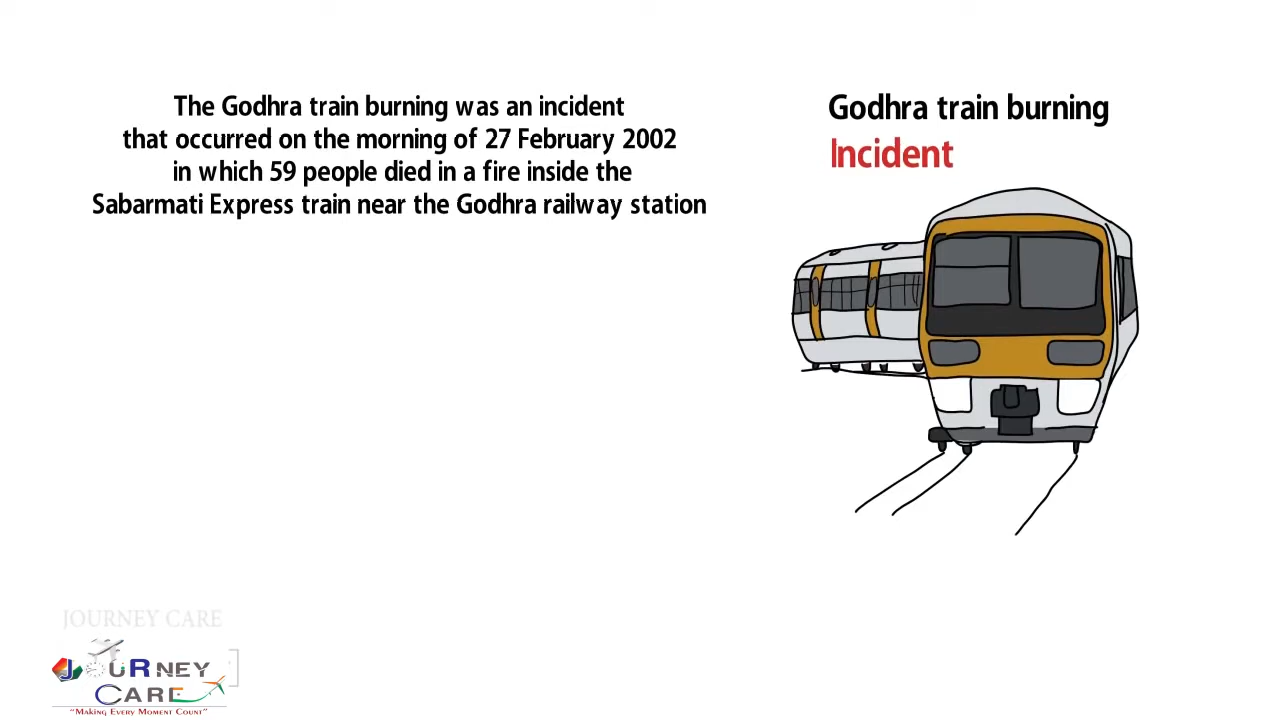 The Godhra train burning was an incident
that occurred on the morning of 27 February 2002
in which 59 people died in a fire inside the
Sabarmati Express train near the Godhra railway station
Godhra train burning
Incident
JOURNEY CARE
JOURNEY
CARE
"MAKING EVERY MOMENT COUNT"